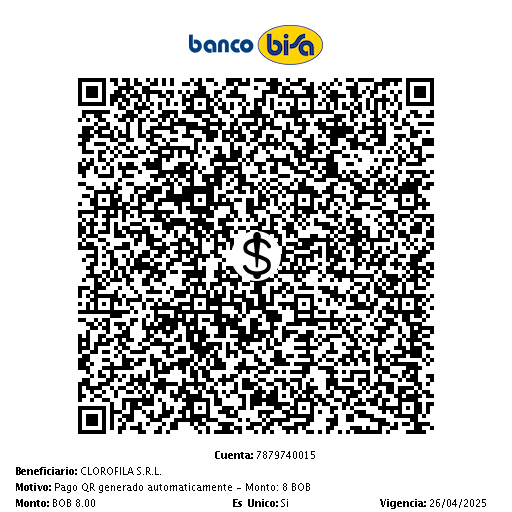 banco bisa
$
Cuenta: 7879740015
Beneficiario: CLOROFILA S.R.L.
Motivo: Pago QR generado automaticamente - Monto: 8 BOB
Monto: BOB 8.00 Es Unico: Si Vigencia: 26/04/2025